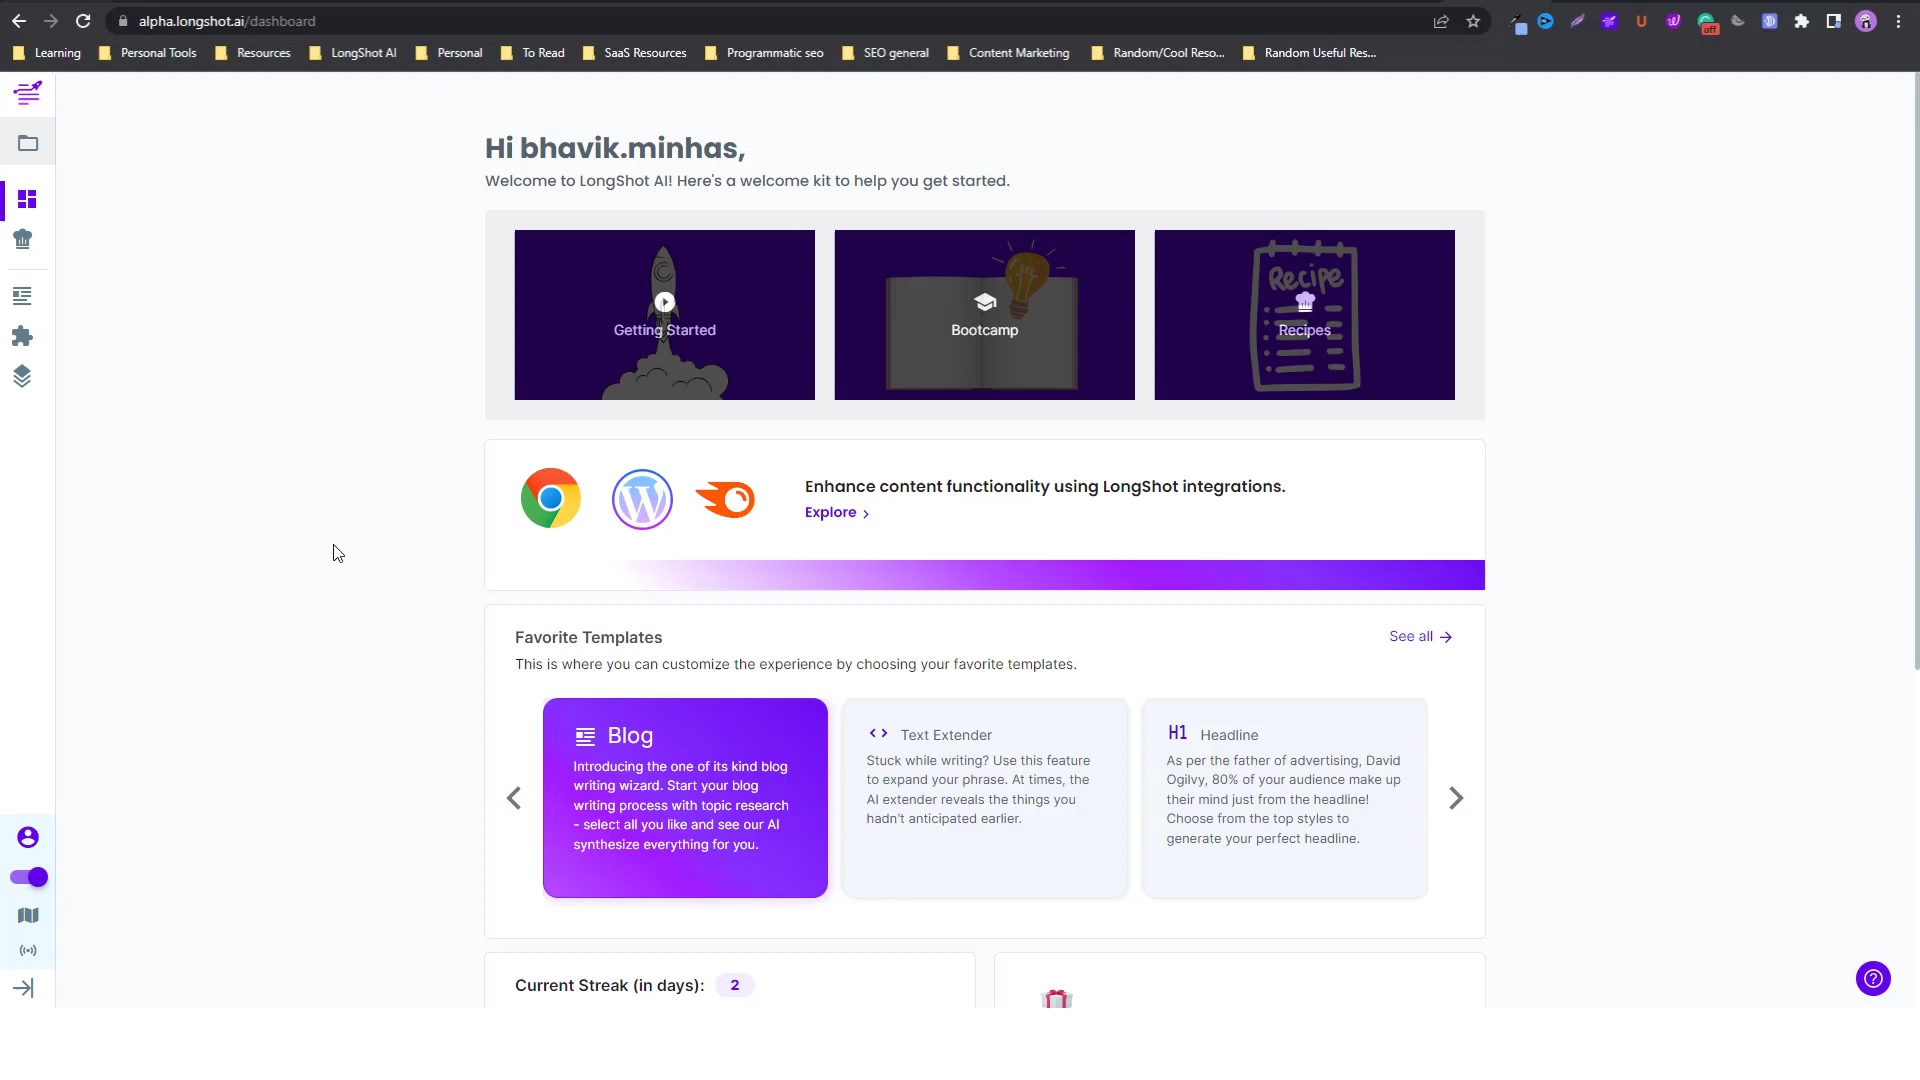 alpha.longshot.ai/dashboard
off
Learning
Personal Tools
Resources
LongShot AI
Personal
To Read
SaaS Resources
Programmatic seo
SEO general
Content Marketing
Random/Cool Reso...
Random Useful Res...
Hi bhavik.minhas,
Welcome to LongShot AI! Here's a welcome kit to help you get started.
Getting Started
Bootcamp
Recipe
Recipes
Enhance content functionality using LongShot integrations.
Explore
Favorite Templates
See all
This is where you can customize the experience by choosing your favorite templates.
Blog
Introducing the one of its kind blog
writing wizard. Start your blog
writing process with topic research
- select all you like and see our AI
synthesize everything for you.
Text Extender
Stuck while writing? Use this feature
to expand your phrase. At times, the
AI extender reveals the things you
hadn't anticipated earlier.
H1 Headline
As per the father of advertising, David
Ogilvy, 80% of your audience make up
their mind just from the headline!
Choose from the top styles to
generate your perfect headline.
Current Streak (in days): 2